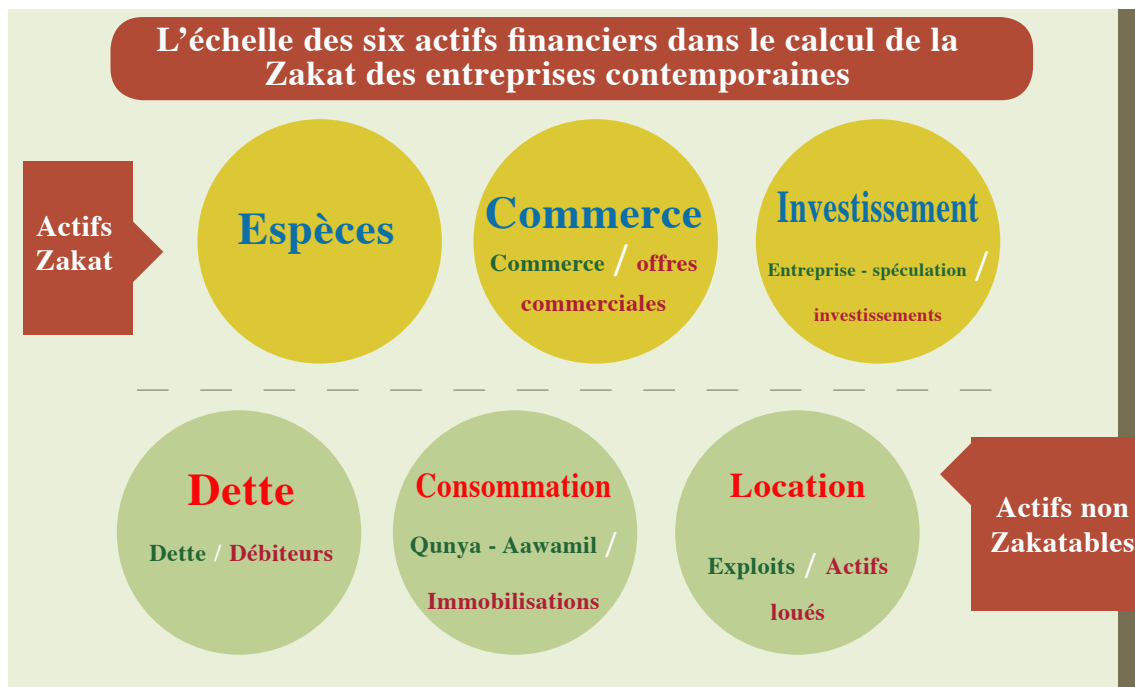 L’échelle des six actifs financiers dans le calcul de la
Zakat des entreprises contemporaines
Actifs
Zakat
Espèces
Commerce
Commerce / offres
commerciales
Investissement
Entreprise - spéculation /
investissements
Dette
Dette / Débiteurs
Consommation
Qunya - Aawamil /
Immobilisations
Location
Exploits / Actifs
loués
Actifs non
Zakatables